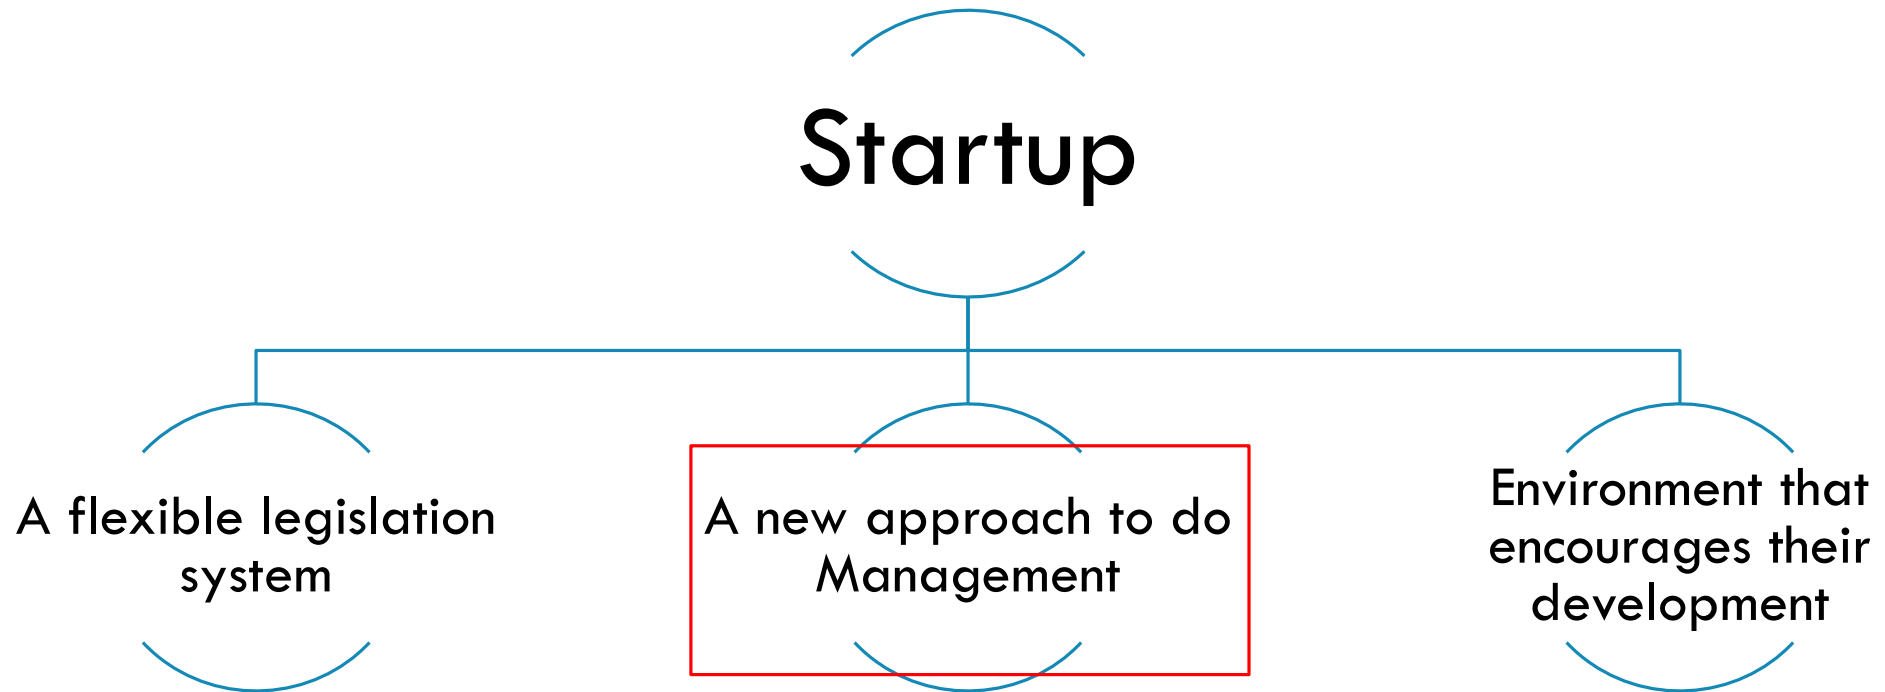 Startup
A flexible legislation
system
A new approach to do
Management
Environment that
encourages their
development